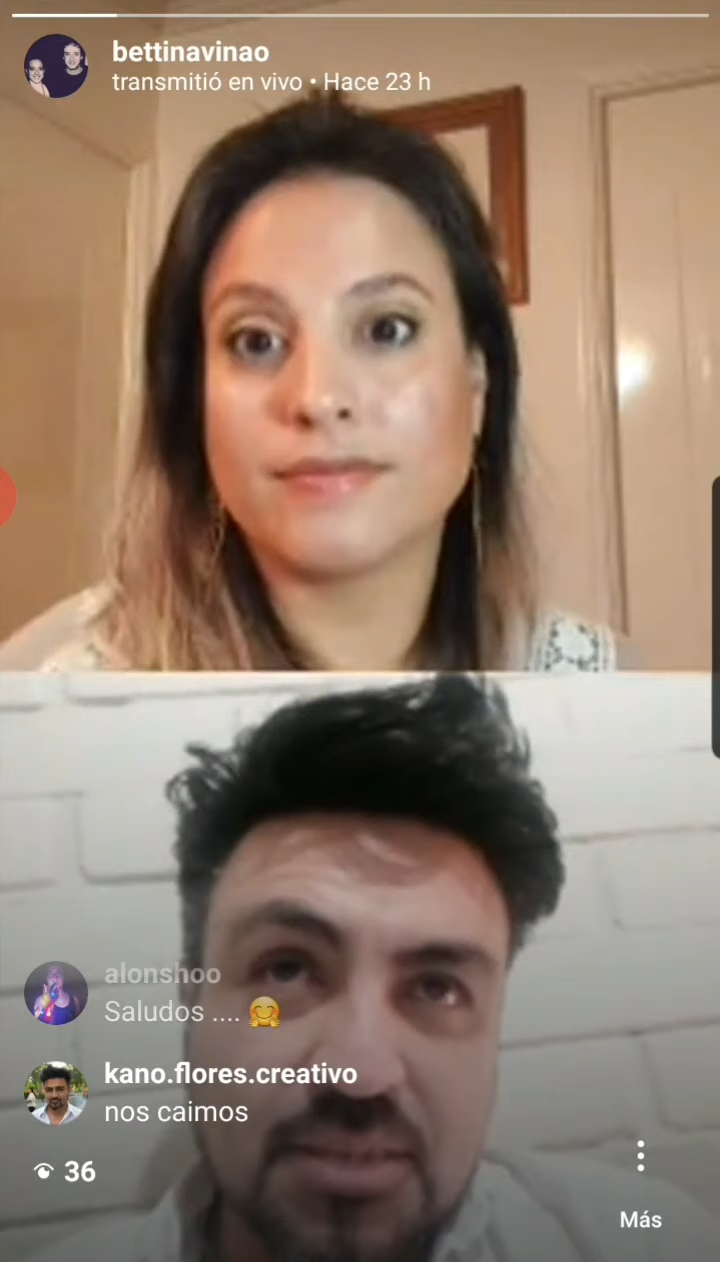 bettinavinao
transmitió en vivo • Hace 23 h
alonshoo
Saludos .... 🤗
kano.flores.creativo
nos caimos
36
Más